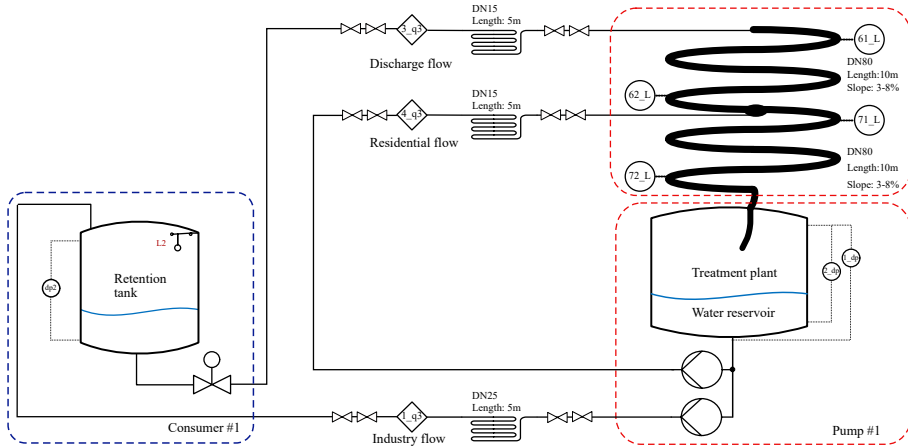 DN15
Length: 5m
3_q3
Discharge flow
61_L
DN80
Length:10m
Slope: 3-8%
62_L
DN15
Length: 5m
4_q3
Residential flow
71_L
DN80
Length:10m
Slope: 3-8%
72_L
L2
Retention
tank
dp2
Treatment plant
2_dp
1_dp
Water reservoir
DN25
Length: 5m
1_q3
Industry flow
Consumer #1
Pump #1